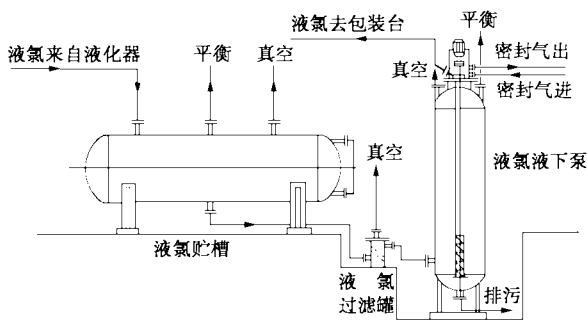 液氯去包装台
平衡
液氯来自液化器
平衡
真空
真空
密封气出
密封气进
真空
液氯液下泵
液氯贮槽
液氯
过滤罐
排污